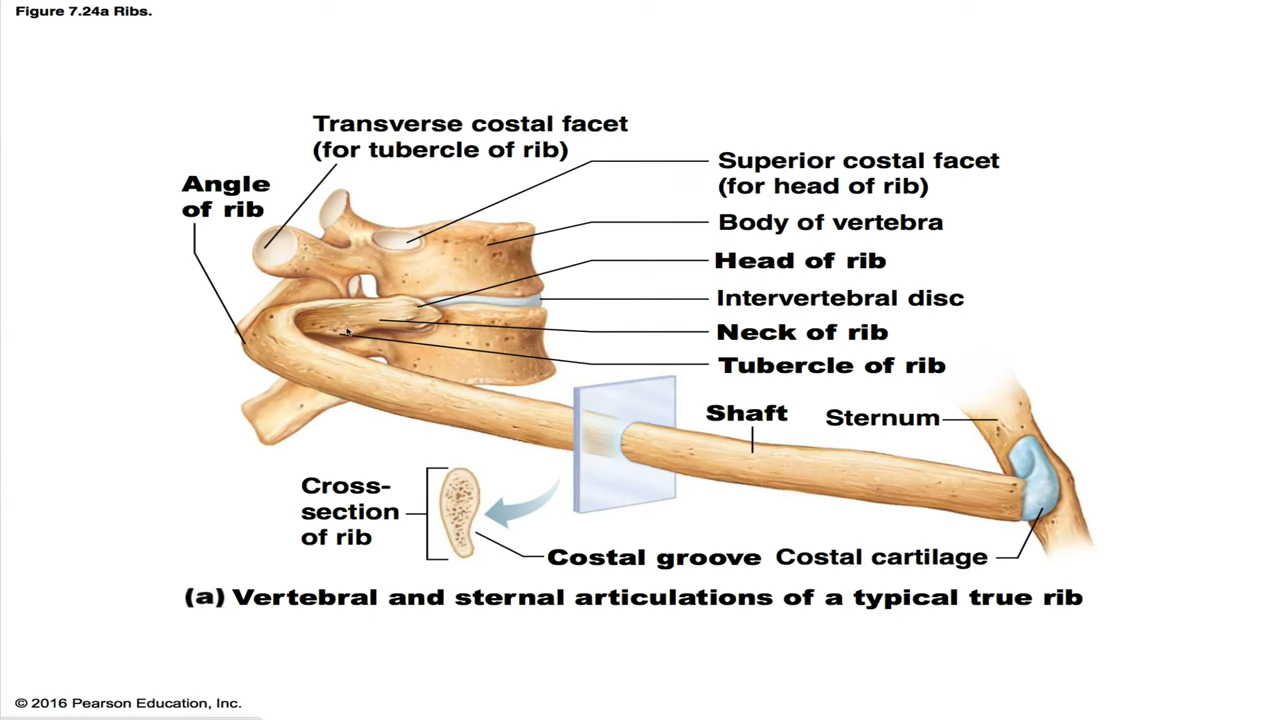 Figure 7.24a Ribs.
Transverse costal facet
(for tubercle of rib)
Angle
of rib
Superior costal facet
(for head of rib)
Body of vertebra
Head of rib
Intervertebral disc
Neck of rib
Tubercle of rib
Shaft
Sternum
Cross-
section
of rib
Costal groove
Costal cartilage
(a) Vertebral and sternal articulations of a typical true rib
© 2016 Pearson Education, Inc.